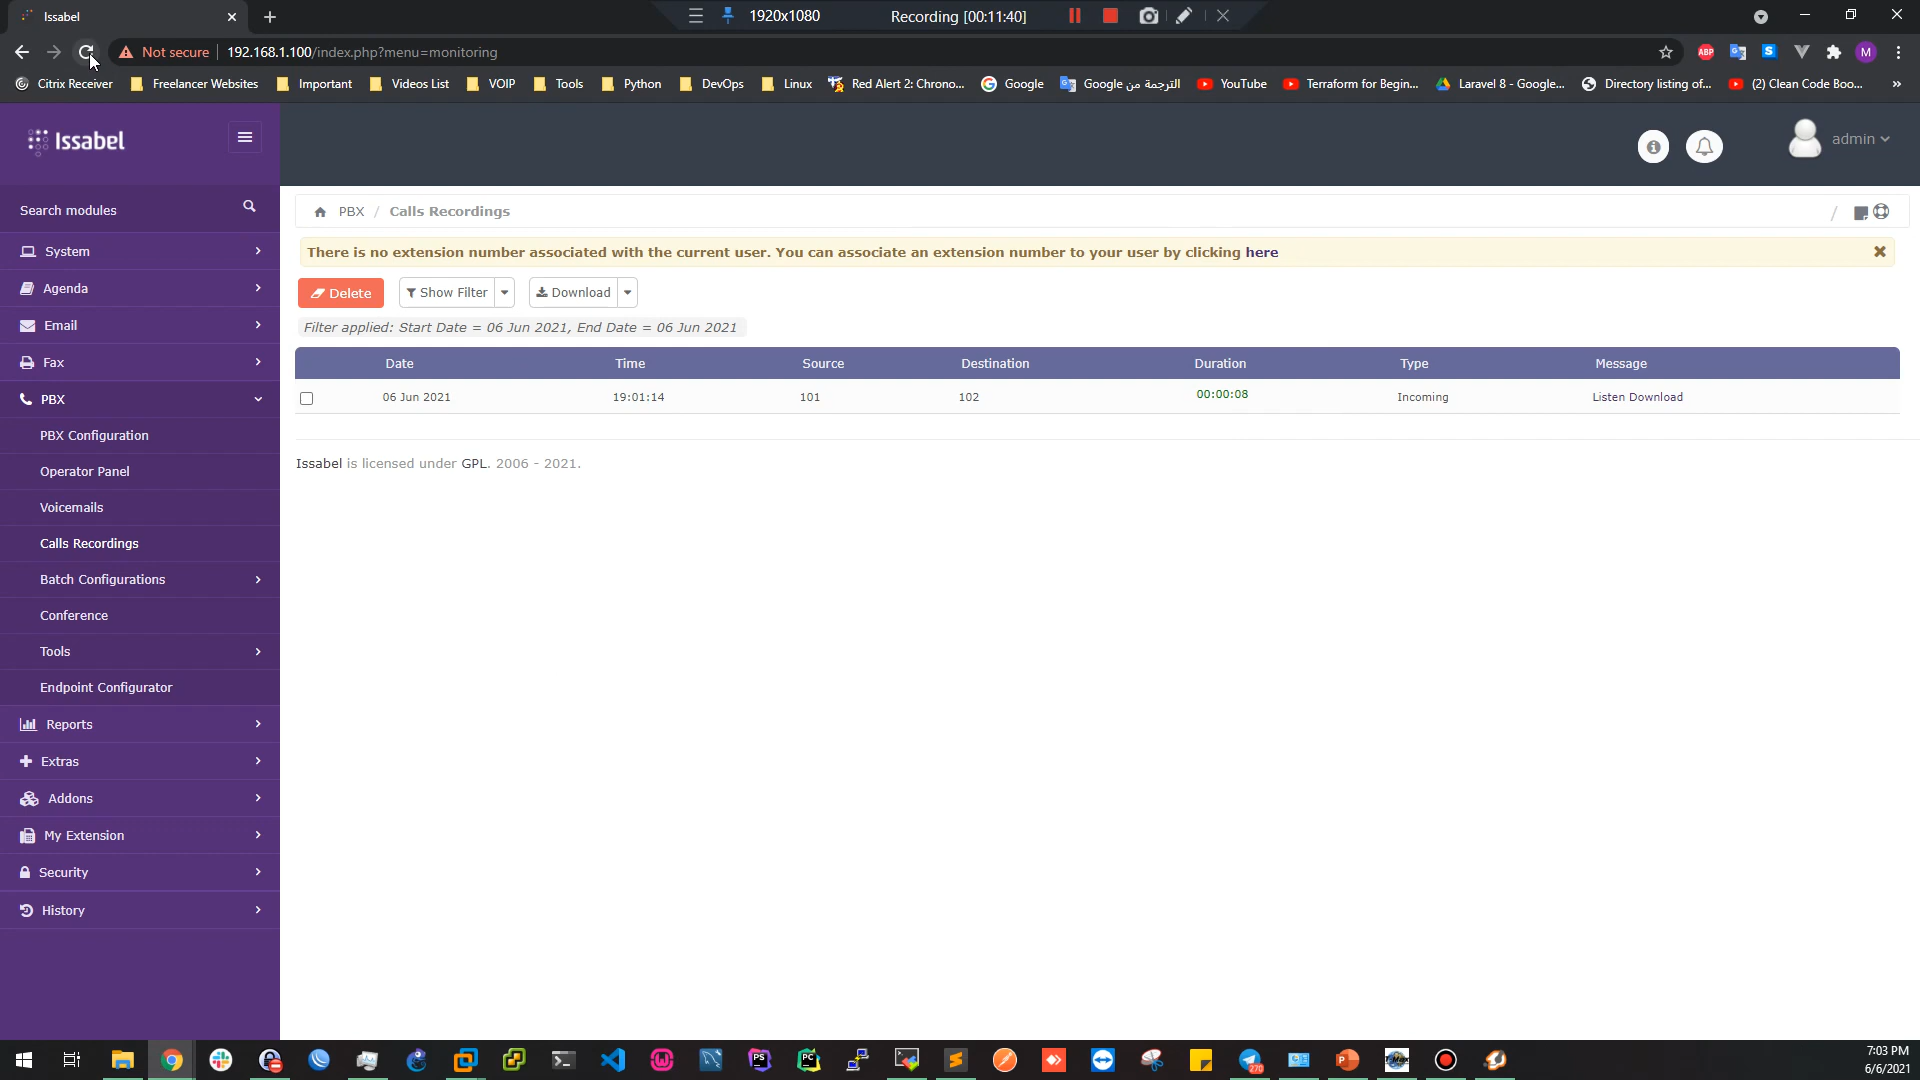 Issabel
1920x1080
Recording [00:11:40]
Not secure
192.168.1.100/index.php?menu=monitoring
ABP
S
M
Citrix Receiver
Freelancer Websites
Important
Videos List
VOIP
Tools
Python
DevOps
Linux
Red Alert 2: Chrono...
Google
الترجمة من Google
YouTube
Terraform for Begin...
Laravel 8 - Google...
Directory listing of...
(2) Clean Code Boo...
»
Issabel
admin
Search modules
System
Agenda
Email
Fax
PBX
PBX Configuration
Operator Panel
Voicemails
Calls Recordings
Batch Configurations
Conference
Tools
Endpoint Configurator
Reports
Extras
Addons
My Extension
Security
History
PBX / Calls Recordings
/
There is no extension number associated with the current user. You can associate an extension number to your user by clicking here
Delete
Show Filter
Download
Filter applied: Start Date = 06 Jun 2021, End Date = 06 Jun 2021
Date Time Source Destination Duration Type Message
06 Jun 2021 19:01:14 101 102 00:00:08 Incoming Listen Download
Issabel is licensed under GPL. 2006 - 2021.
PS
PC
270
P
7:03 PM
6/6/2021